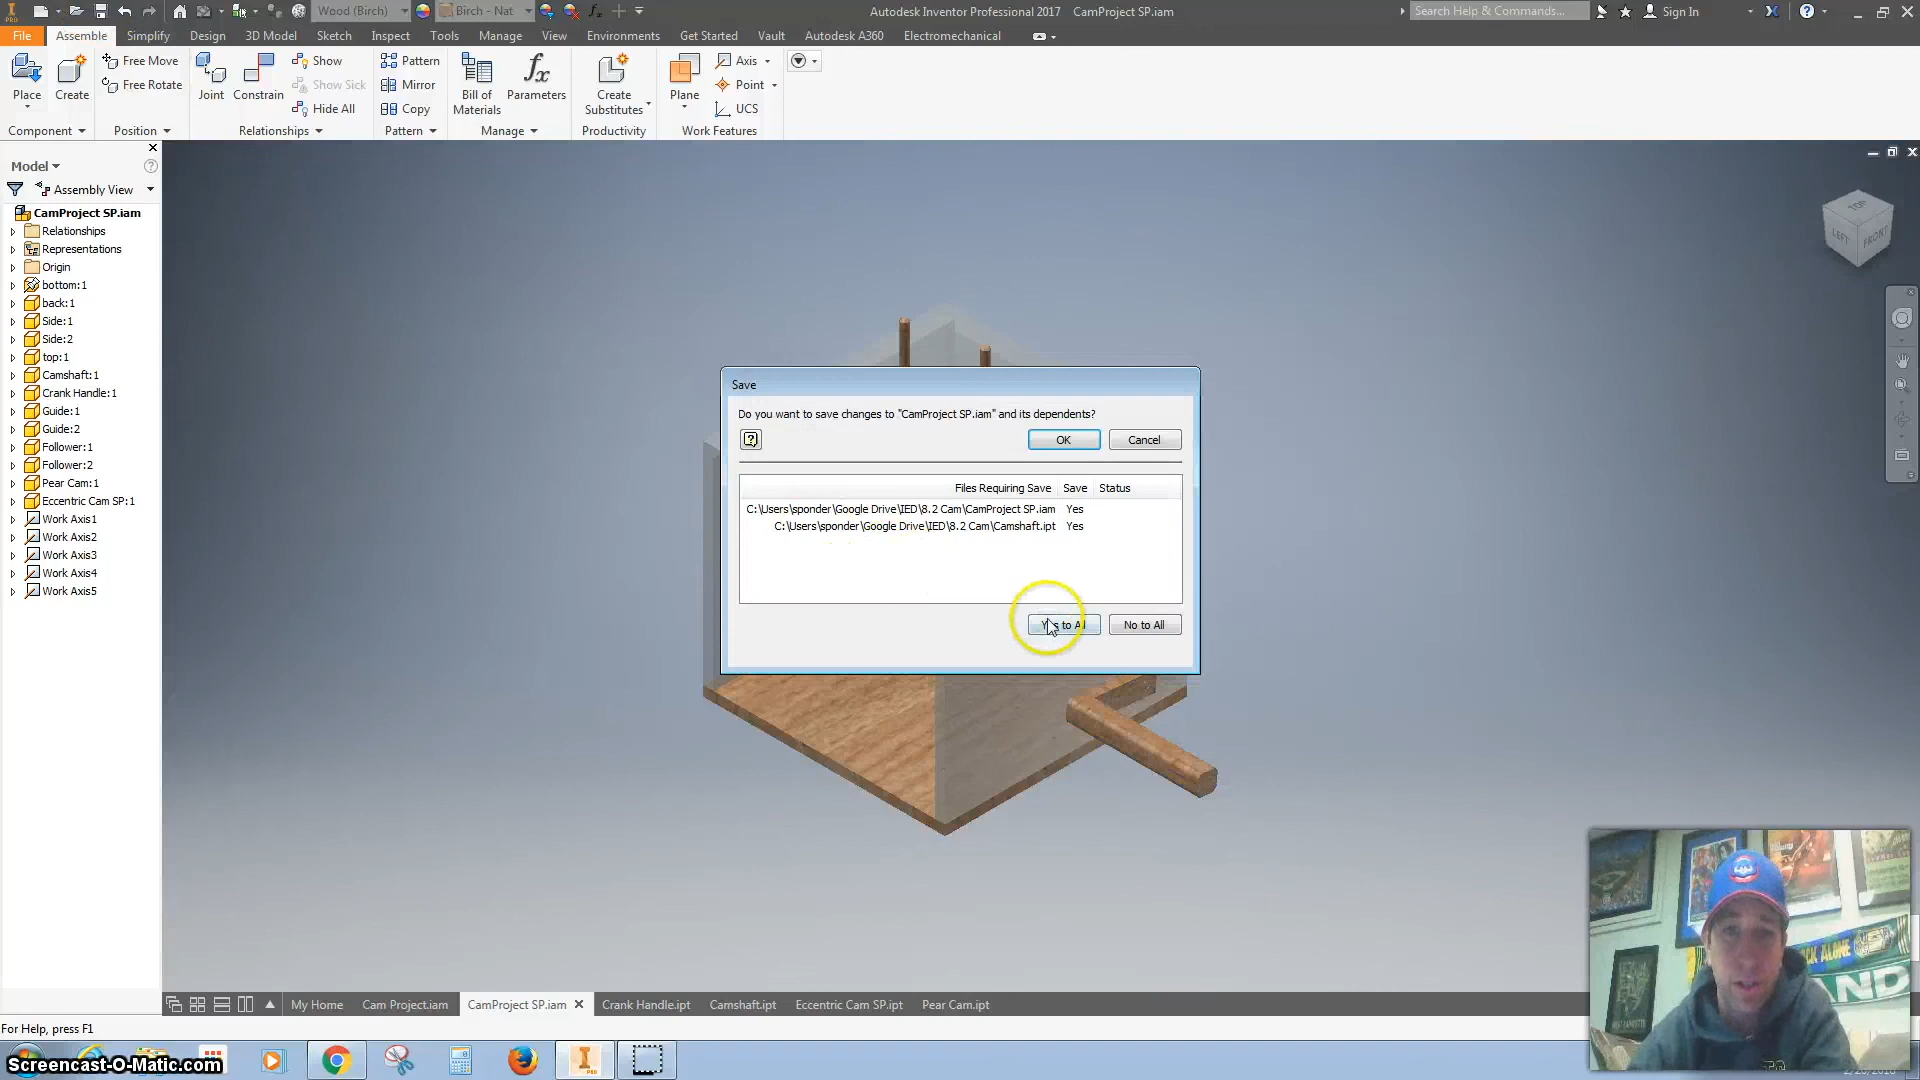 Wood (Birch)
Birch - Nat
Autodesk Inventor Professional 2017 CamProject SP.iam
Search Help & Commands...
Sign In
File Assemble Simplify Design 3D Model Sketch Inspect Tools Manage View Environments Get Started Vault Autodesk A360 Electromechanical
Place
Create
Free Move
Free Rotate
Joint
Constrain
Show
Show Sick
Hide All
Pattern
Mirror
Copy
Bill of
Materials
Parameters
Create
Substitutes
Plane
Axis
Point
UCS
Component Position Relationships Pattern Manage Productivity Work Features
Model
Assembly View
CamProject SP.iam
Relationships
Representations
Origin
bottom:1
back:1
Side:1
Side:2
top:1
Camshaft:1
Crank Handle:1
Guide:1
Guide:2
Follower:1
Follower:2
Pear Cam:1
Eccentric Cam SP:1
Work Axis1
Work Axis2
Work Axis3
Work Axis4
Work Axis5
TOP
LEFT
FRONT
Save
Do you want to save changes to "CamProject SP.iam" and its dependents?
OK
Cancel
Files Requiring Save Save Status
C:\Users\sponder\Google Drive\IED\8.2 Cam\CamProject SP.iam Yes
C:\Users\sponder\Google Drive\IED\8.2 Cam\Camshaft.ipt Yes
Yes to All
No to All
My Home Cam Project.iam CamProject SP.iam Crank Handle.ipt Camshaft.ipt Eccentric Cam SP.ipt Pear Cam.ipt
For Help, press F1
Screencast-O-Matic.com